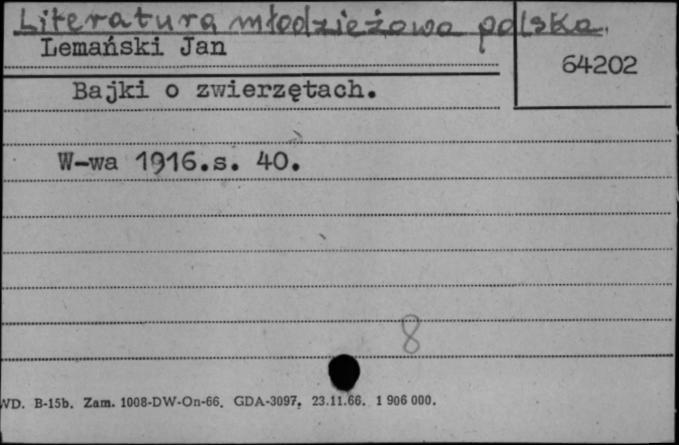 Literatura młodzieżowa polska.
Lemański Jan
64202
Bajki o zwierzętach.
W-wa 1916.s. 40.
8
WD. B-15b. Zam. 1008-DW-On-66. GDA-3097. 23.11.66. 1 906 000.